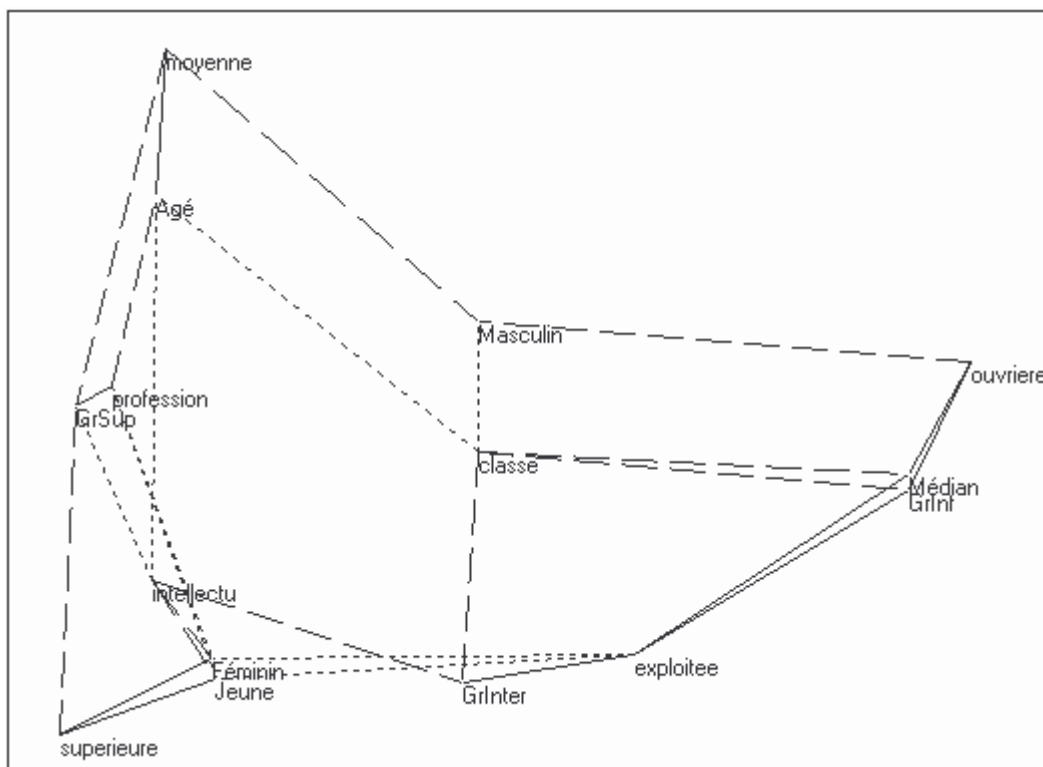 moyenne
Agé
Masculin
ouvriere
profession
GrSup
classe
Médian
GrInf
intellectu
Féminin
Jeune
exploitee
GrInter
superieure